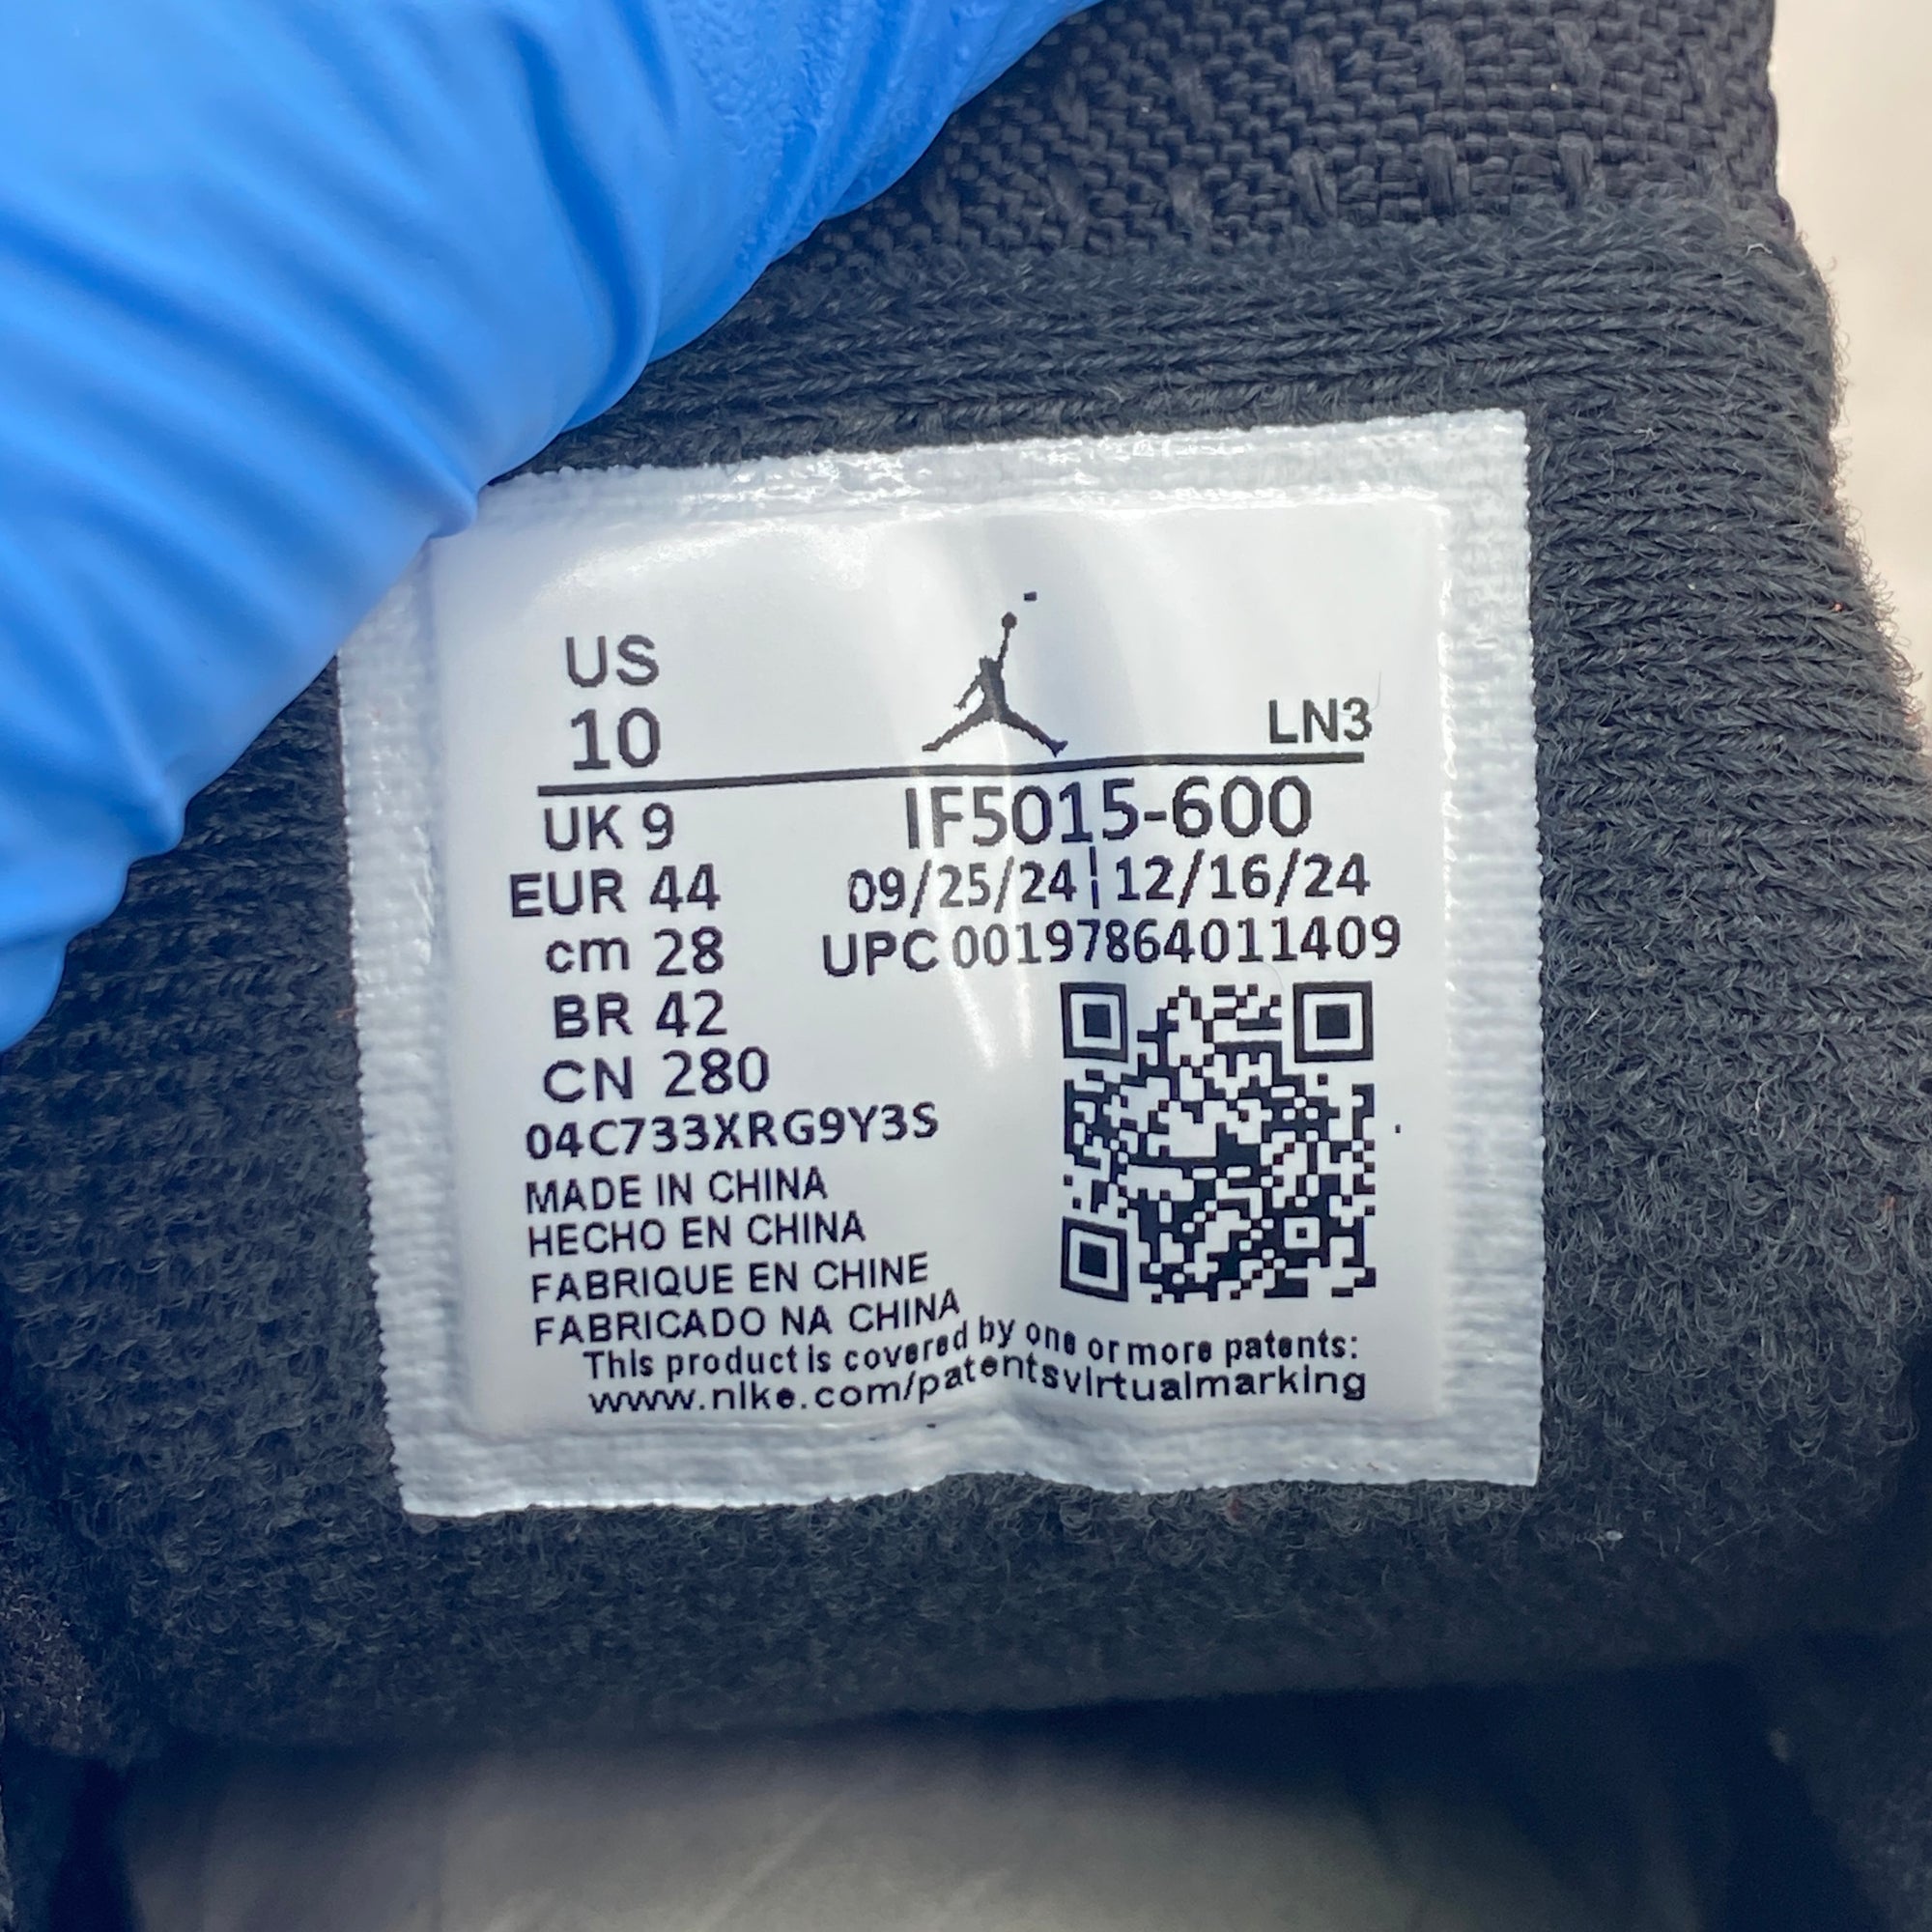 US
10
LN3
UK 9
IF5015-600
EUR 44
09/25/24 | 12/16/24
cm 28
UPC 00197864011409
BR 42
CN 280
04C733XRG9Y3S
MADE IN CHINA
HECHO EN CHINA
FABRIQUE EN CHINE
FABRICADO NA CHINA
This product is covered by one or more patents:
www.nike.com/patentsvirtualmarking